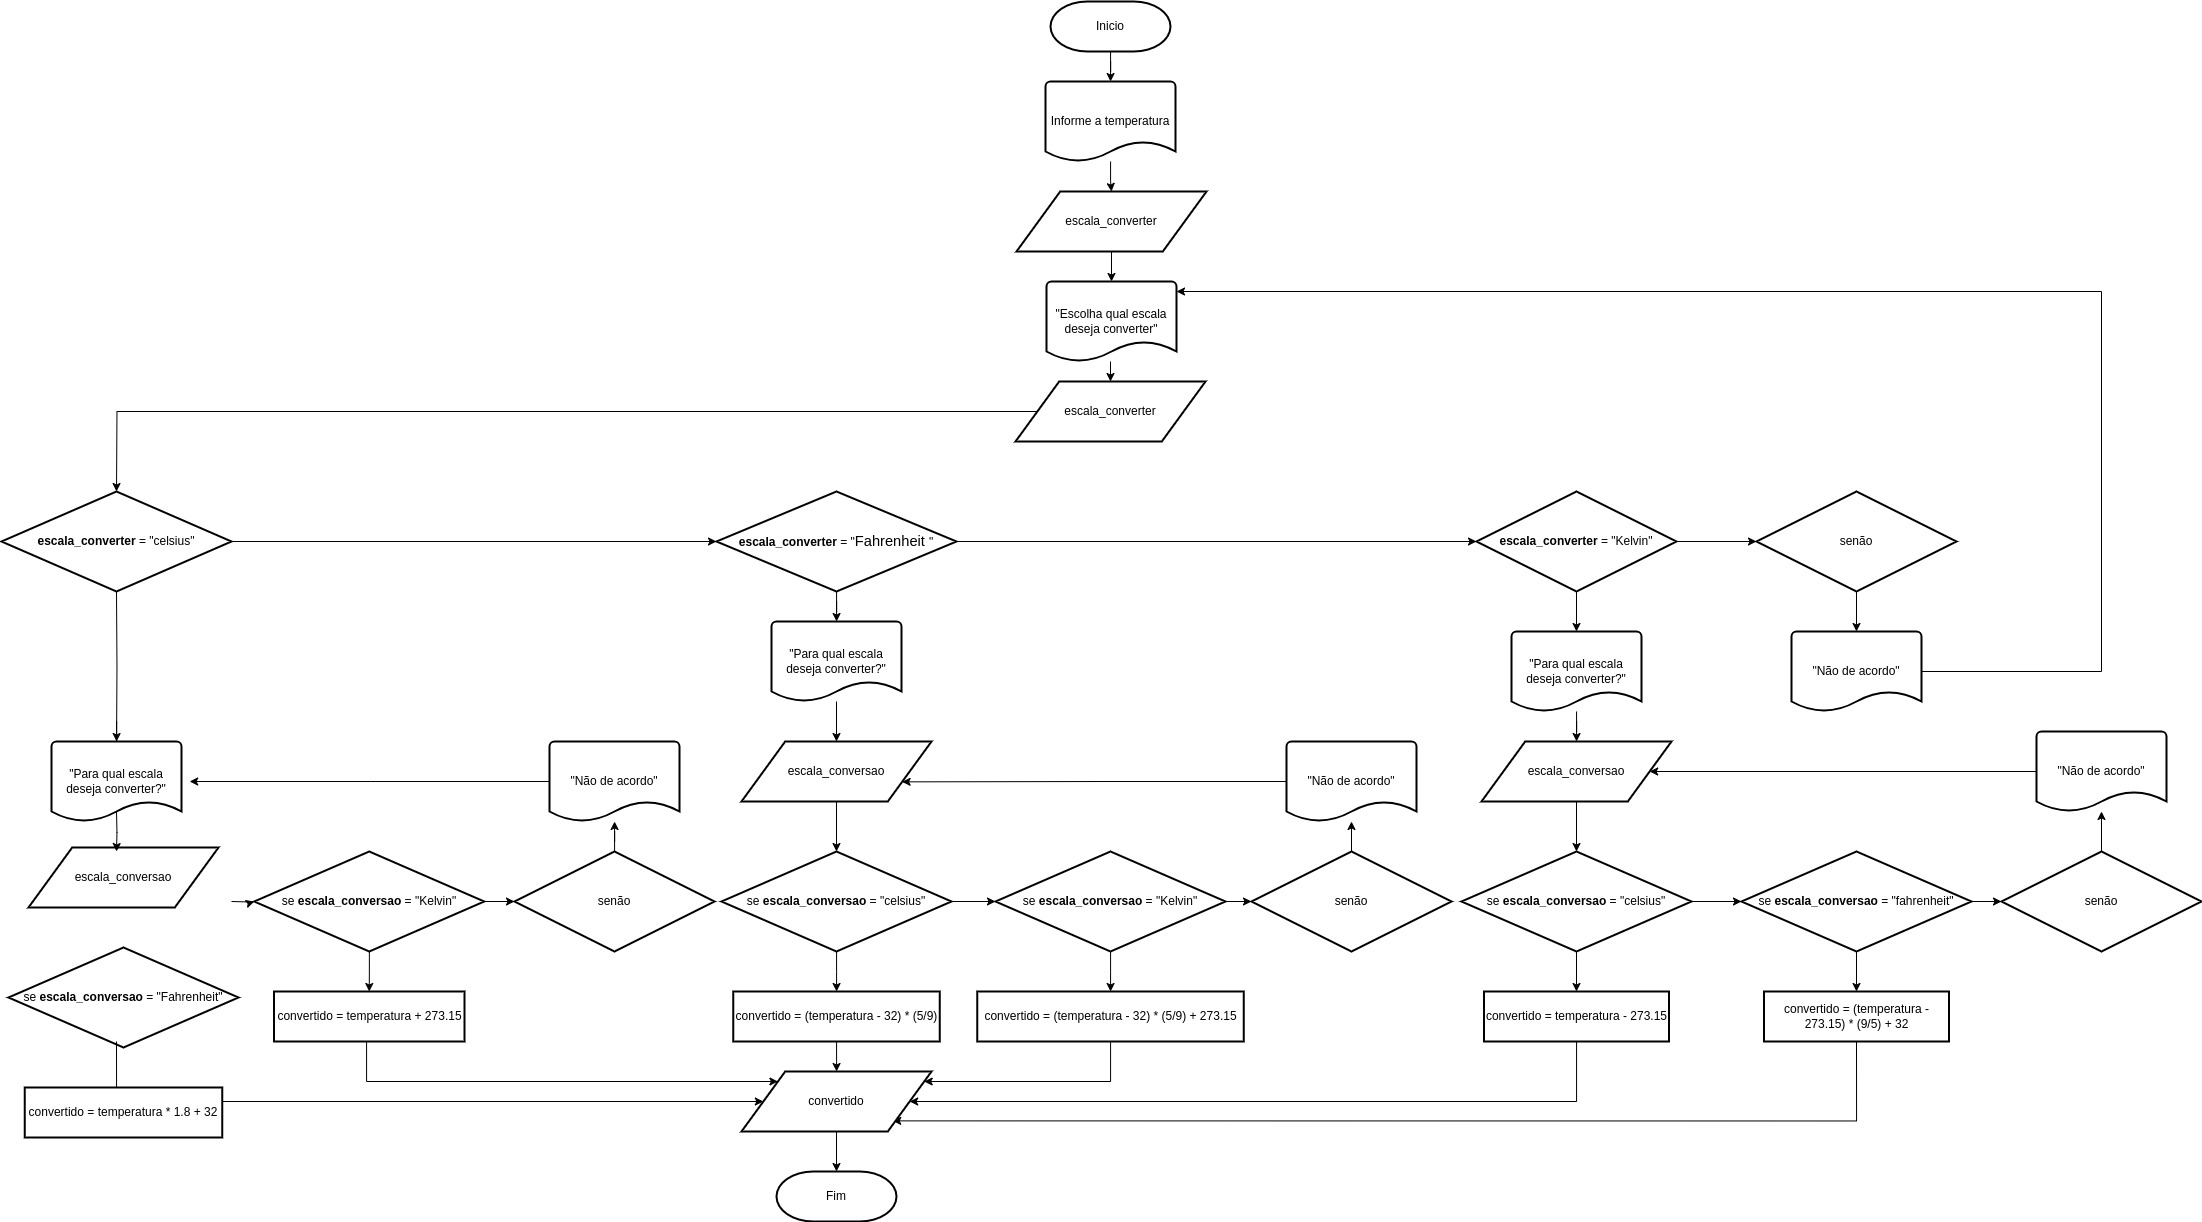 Inicio
Informe a temperatura
escala_converter
"Escolha qual escala
deseja converter"
escala_converter
escala_converter = "celsius"
escala_converter = "Fahrenheit "
escala_converter = "Kelvin"
senão
"Para qual escala
deseja converter?"
"Para qual escala
deseja converter?"
"Não de acordo"
"Para qual escala
deseja converter?"
"Não de acordo"
escala_conversao
"Não de acordo"
escala_conversao
"Não de acordo"
escala_conversao
se escala_conversao = "Kelvin"
senão
se escala_conversao = "celsius"
se escala_conversao = "Kelvin"
senão
se escala_conversao = "celsius"
se escala_conversao = "fahrenheit"
senão
se escala_conversao = "Fahrenheit"
convertido = temperatura + 273.15
convertido = (temperatura - 32) * (5/9)
convertido = (temperatura - 32) * (5/9) + 273.15
convertido = temperatura - 273.15
convertido = (temperatura -
273.15) * (9/5) + 32
convertido = temperatura * 1.8 + 32
convertido
Fim